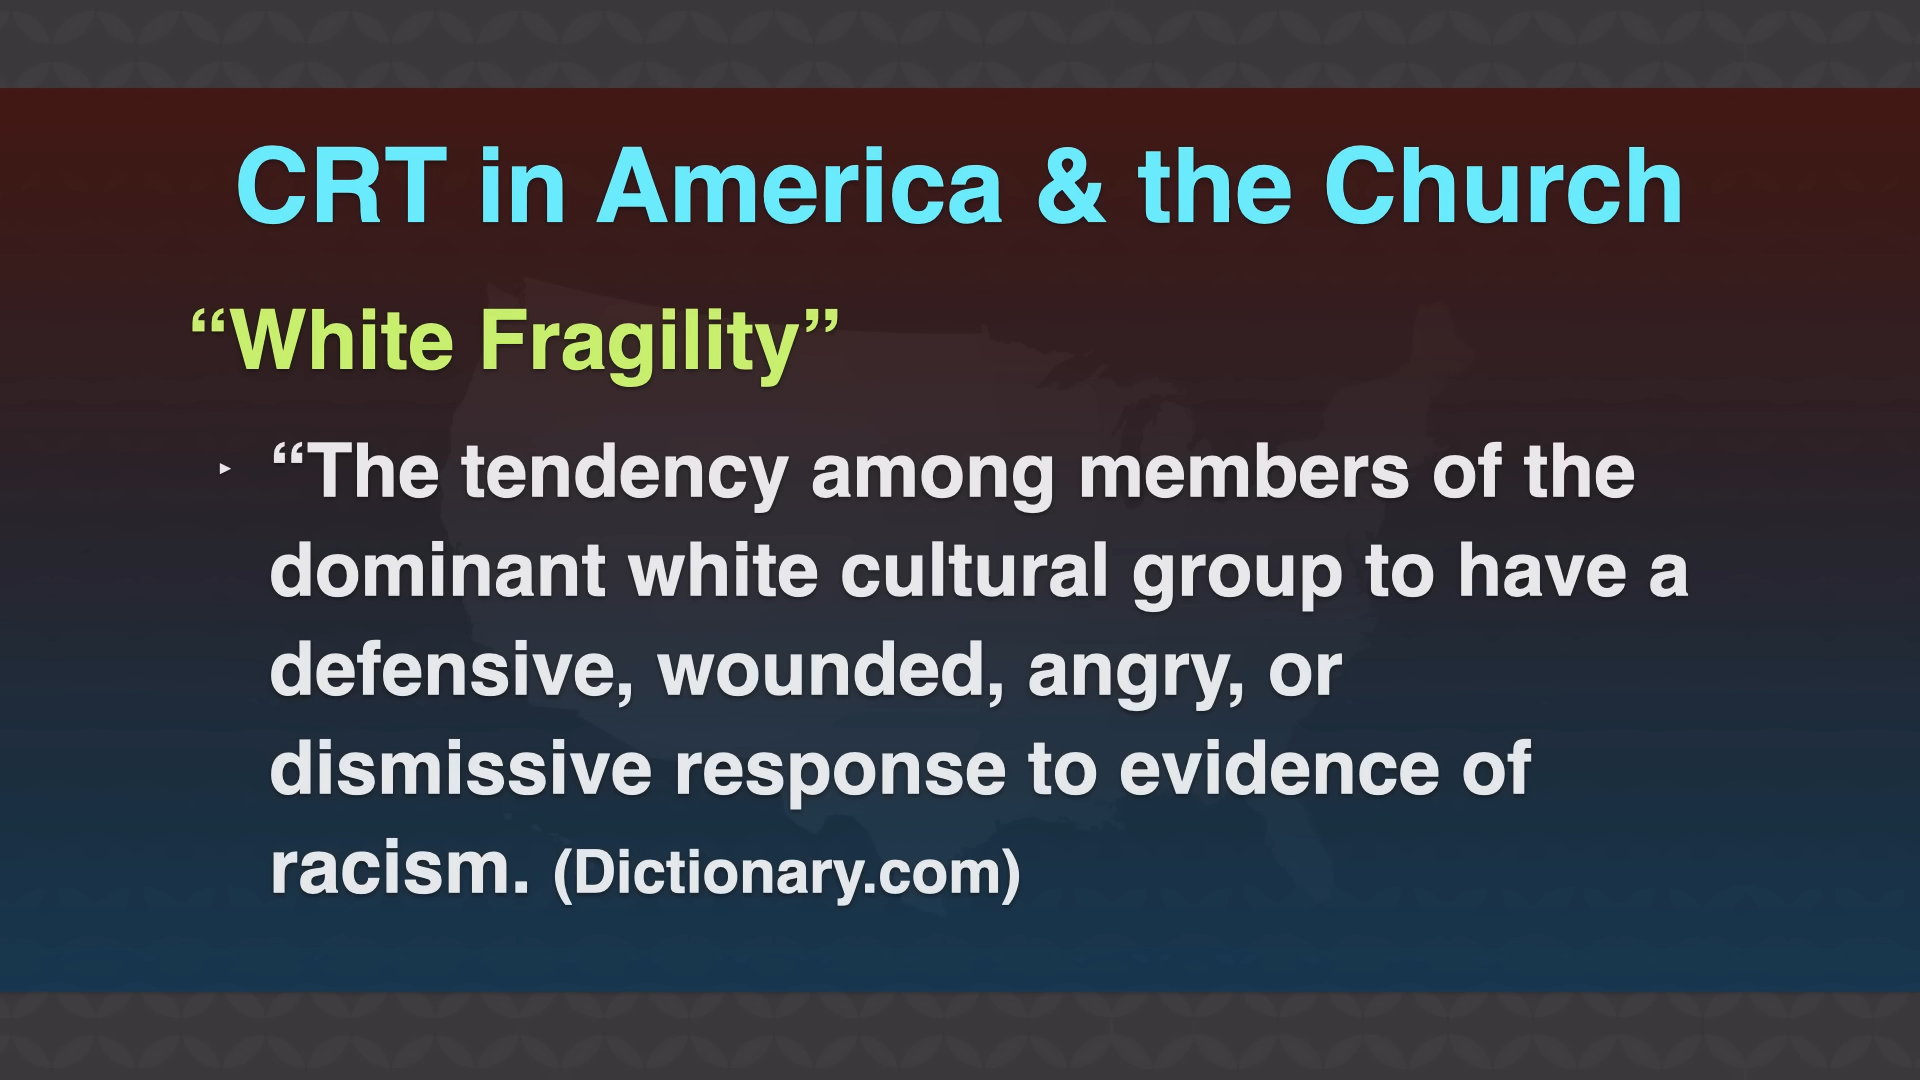 CRT in America & the Church
“White Fragility”
‣ “The tendency among members of the
dominant white cultural group to have a
defensive, wounded, angry, or
dismissive response to evidence of
racism. (Dictionary.com)